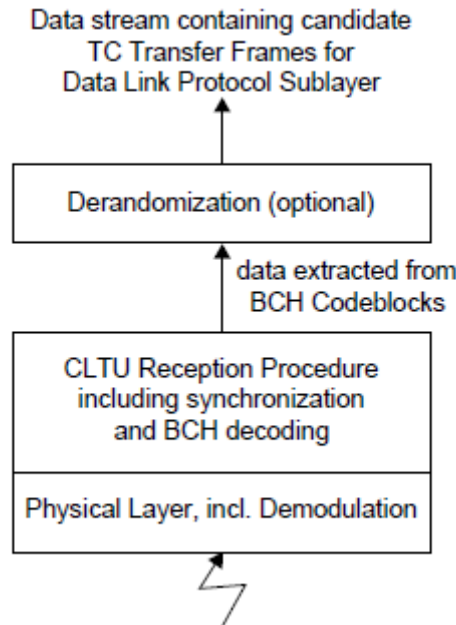 Data stream containing candidate
TC Transfer Frames for
Data Link Protocol Sublayer
Derandomization (optional)
data extracted from
BCH Codeblocks
CLTU Reception Procedure
including synchronization
and BCH decoding
Physical Layer, incl. Demodulation